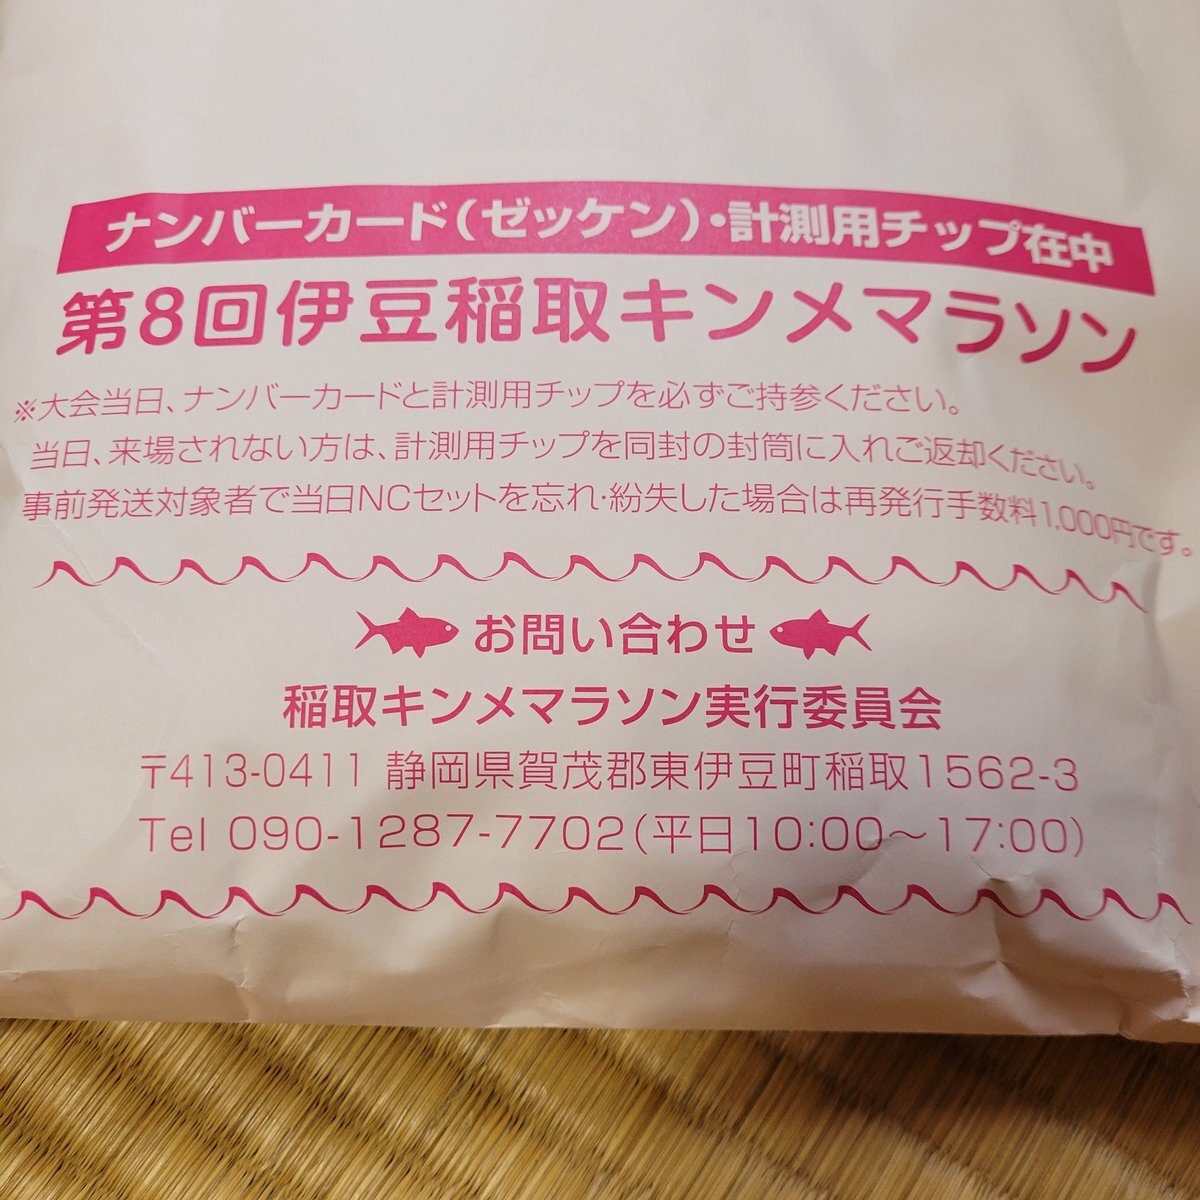 ナンバーカード(ゼッケン)・計測用チップ在中
第8回伊豆稲取キンメマラソン
※大会当日、ナンバーカードと計測用チップを必ずご持参ください。
当日、来場されない方は、計測用チップを同封の封筒に入れご返却ください。
事前発送対象者で当日NCセットを忘れ・紛失した場合は再発行手数料1,000円です。
お問い合わせ
稲取キンメマラソン実行委員会
〒413-0411 静岡県賀茂郡東伊豆町稲取1562-3
Tel 090-1287-7702(平日10:00〜17:00)